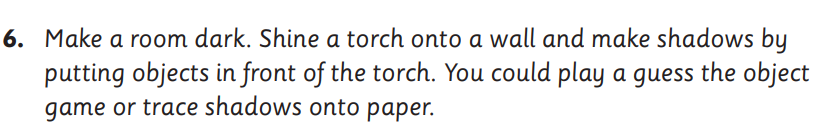 6. Make a room dark. Shine a torch onto a wall and make shadows by
putting objects in front of the torch. You could play a guess the object
game or trace shadows onto paper.